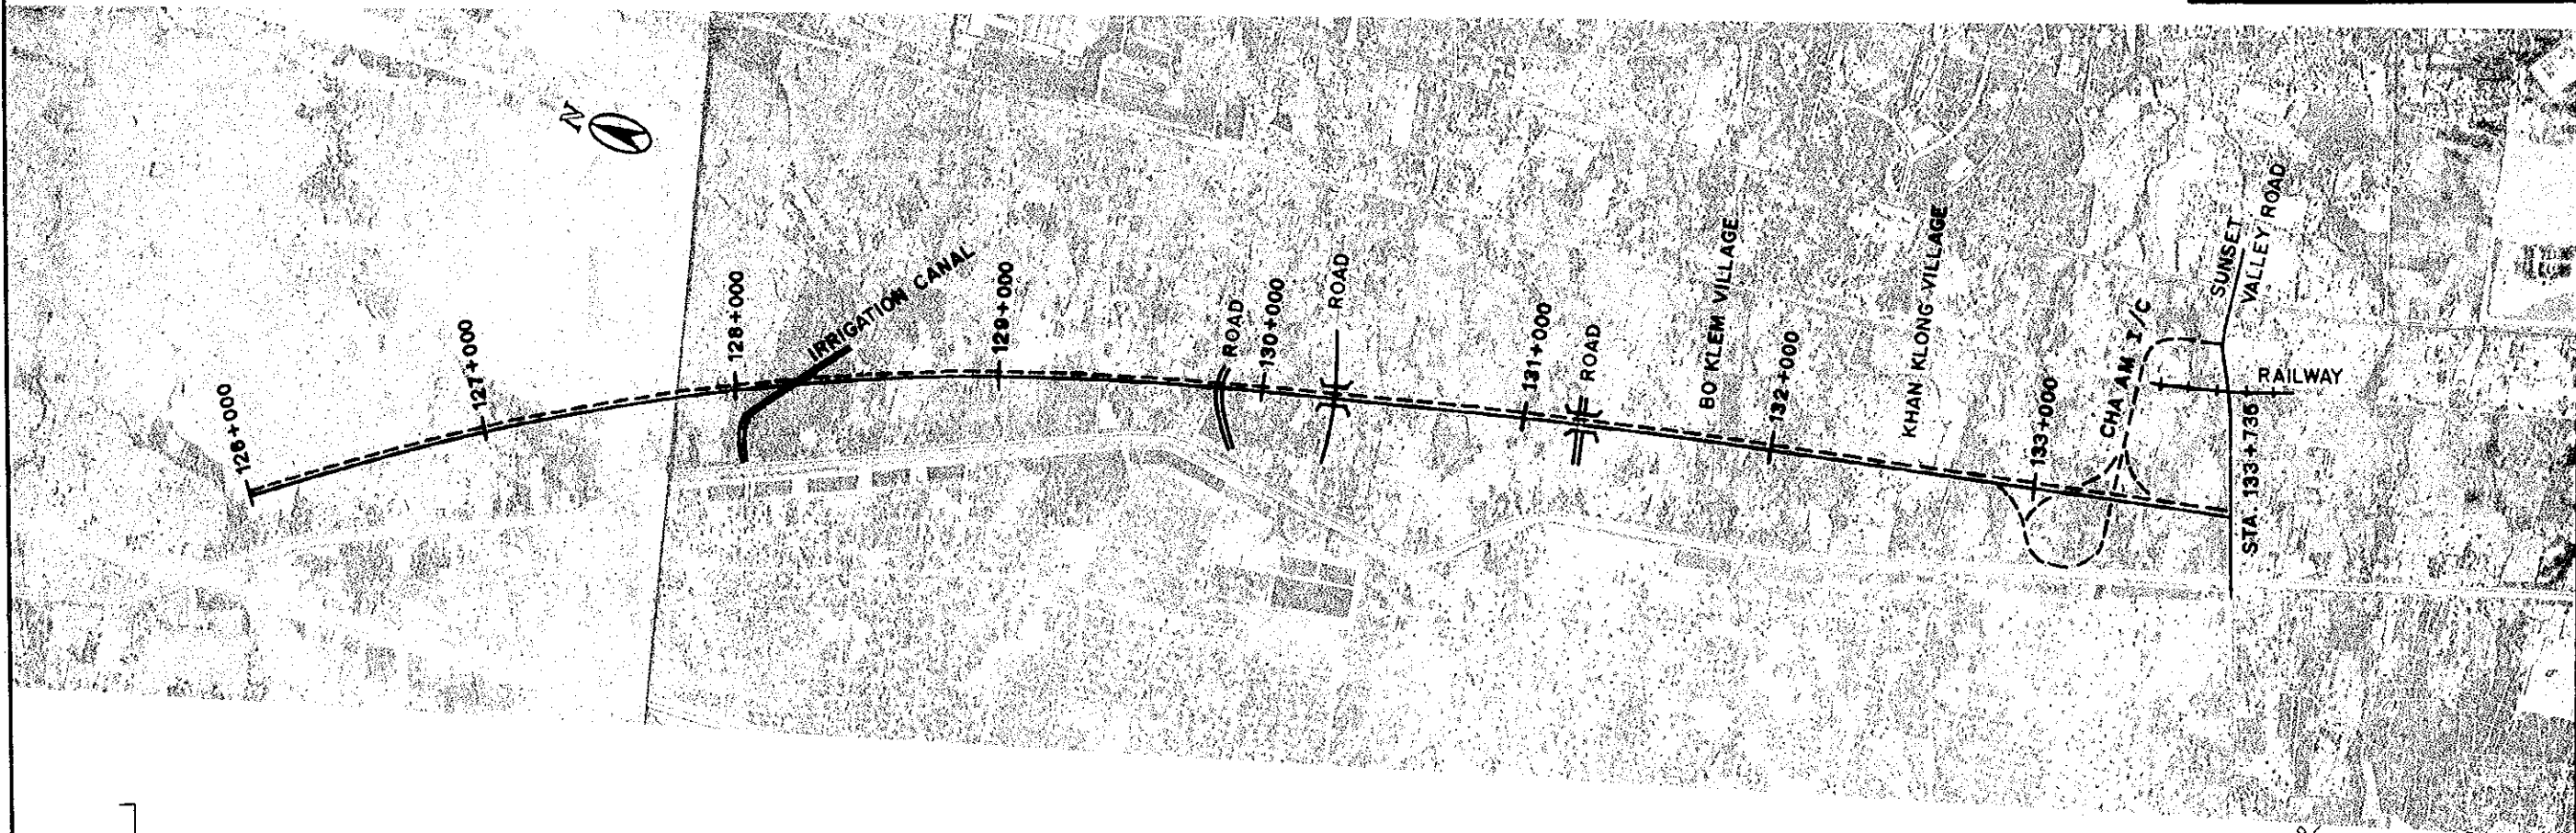 N
126+000
127+000
128+000
IRRIGATION CANAL
129+000
ROAD
130+000
ROAD
131+000
ROAD
BO KLEM VILLAGE
132+000
KHAN KLONG VILLAGE
133+000
CHA AM I/C
SUNSET
VALLEY ROAD
RAILWAY
STA. 133+735